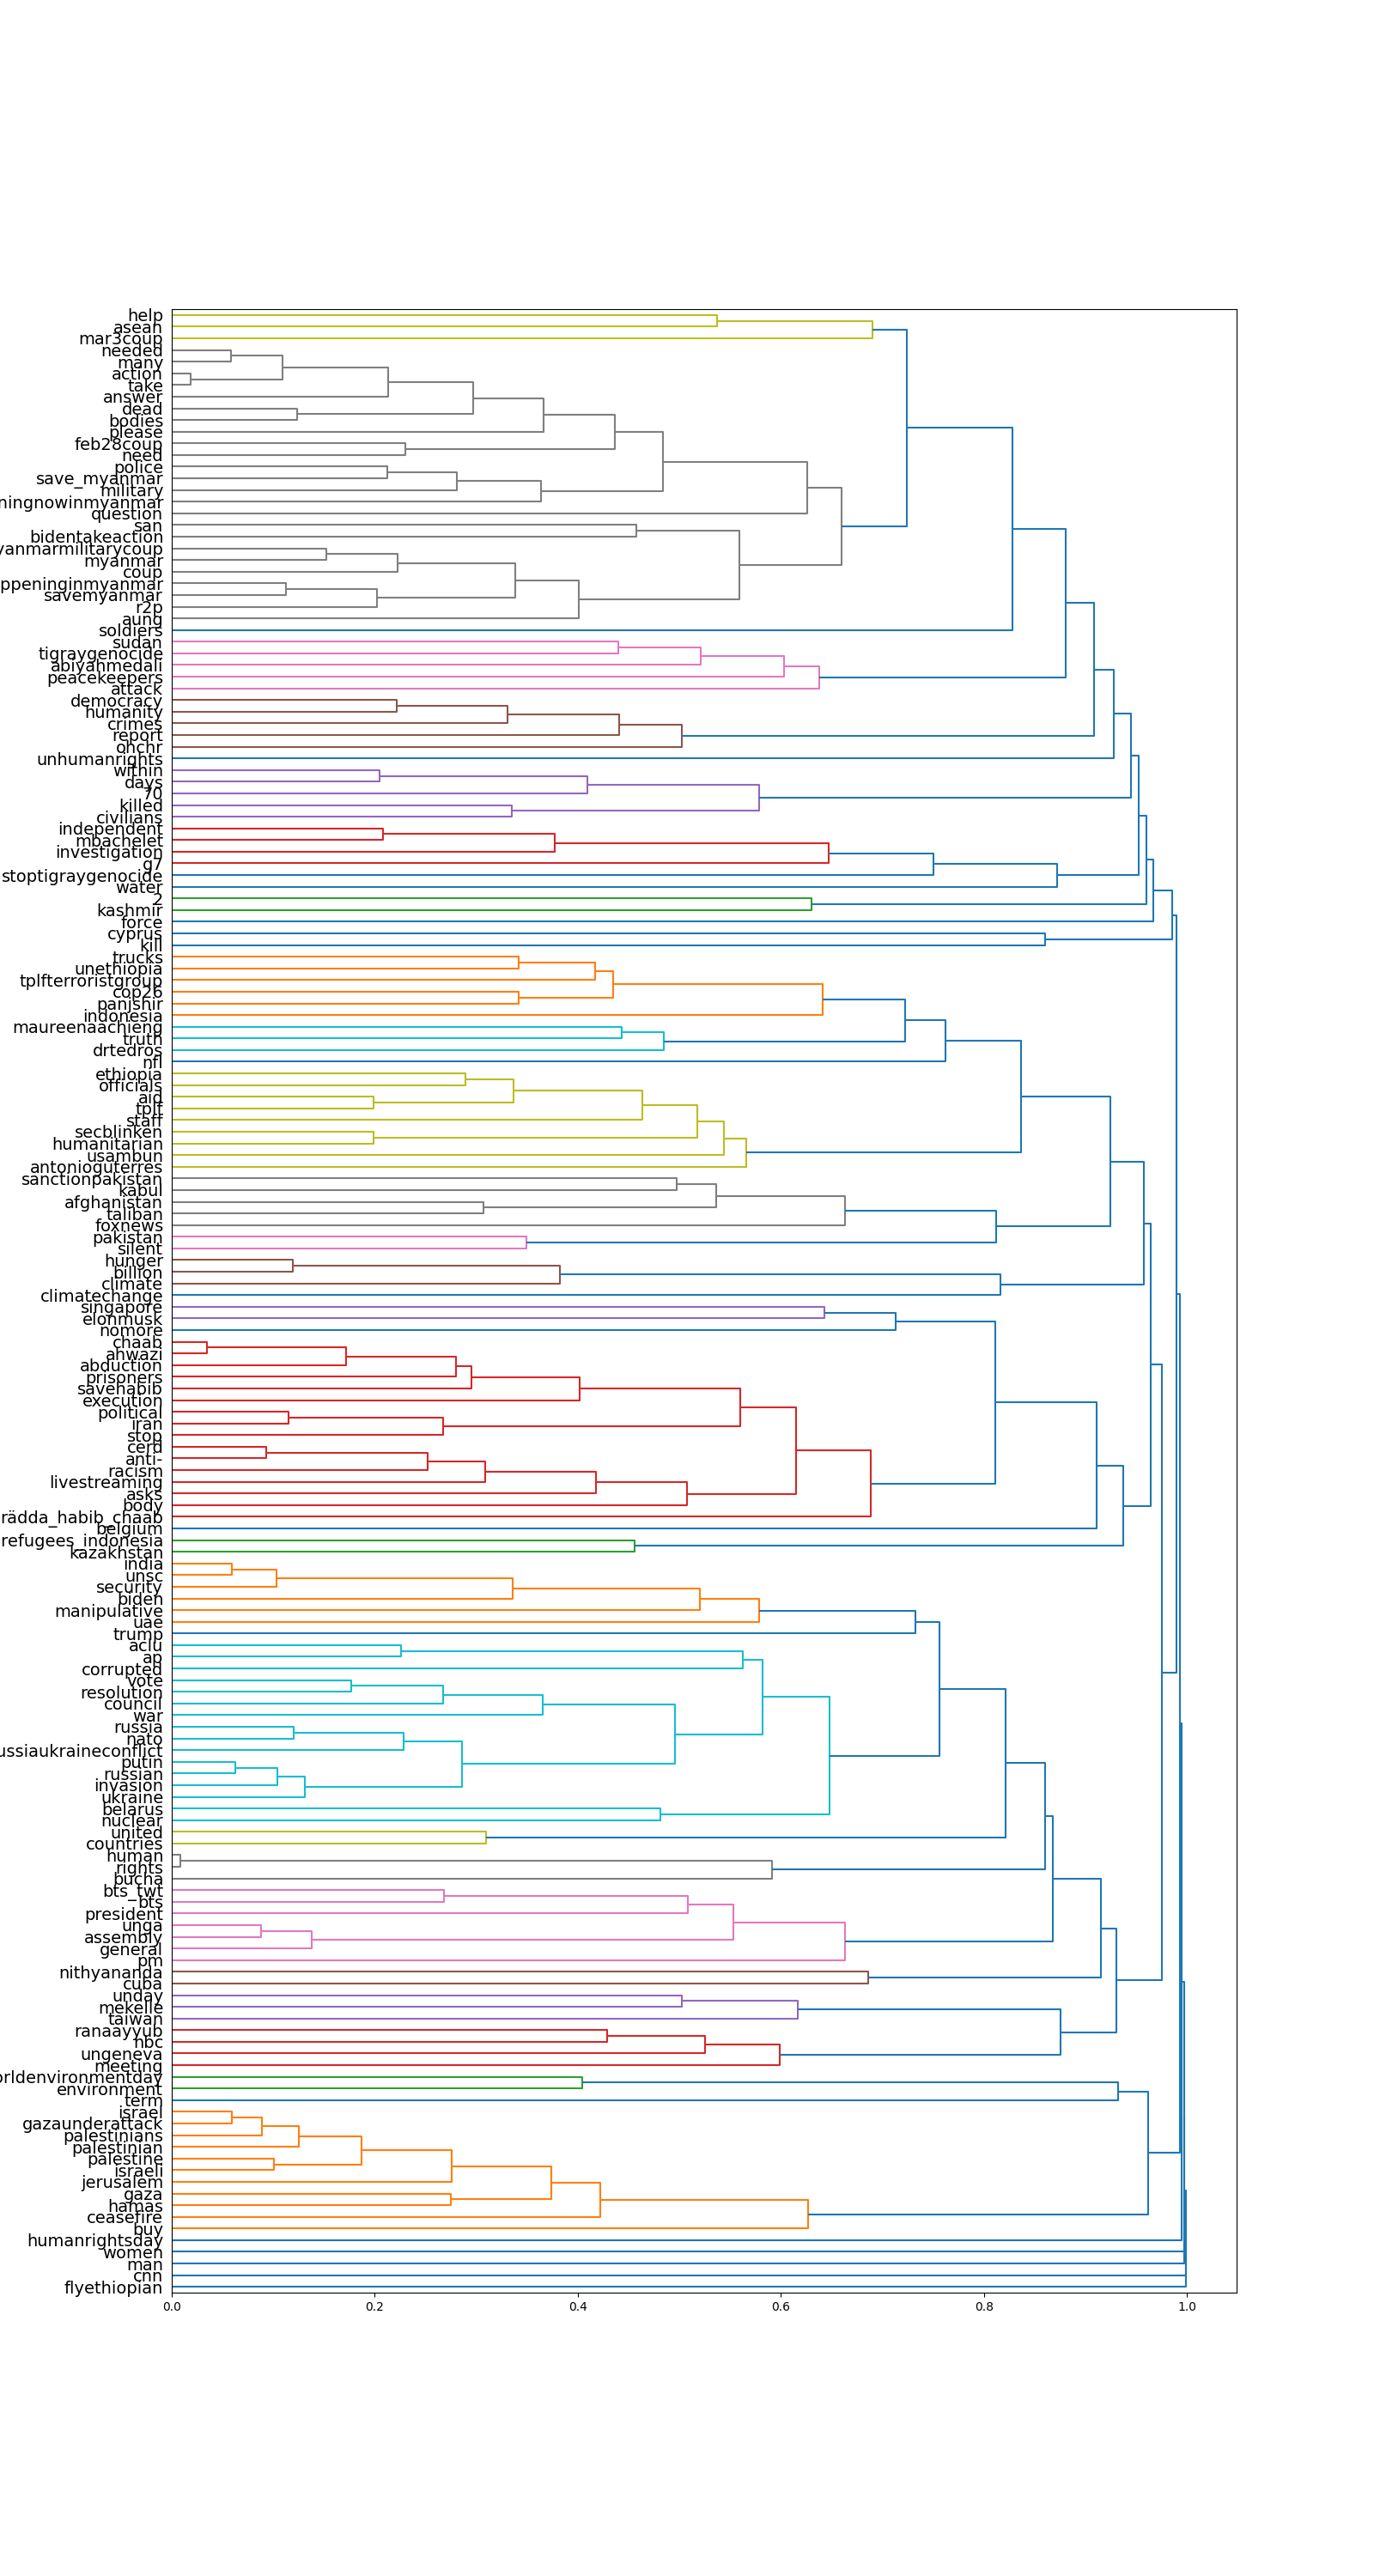 help
asean
mar3coup
needed
many
action
take
answer
dead
bodies
please
feb28coup
need
police
save_myanmar
military
ningnowinmyanmar
question
san
bidentakeaction
yanmarmilitarycoup
myanmar
coup
ppeninginmyanmar
savemyanmar
r2p
aung
soldiers
sudan
tigraygenocide
abiyahmedali
peacekeepers
attack
democracy
humanity
crimes
report
ohchr
unhumanrights
within
days
70
killed
civilians
independent
mbachelet
investigation
g7
stoptigraygenocide
water
2
kashmir
force
cyprus
kill
trucks
unethiopia
tplfterroristgroup
cop26
panjshir
indonesia
maureenaachieng
truth
drtedros
nfl
ethiopia
officials
aid
tplf
staff
secblinken
humanitarian
usambun
antonioguterres
sanctionpakistan
kabul
afghanistan
taliban
foxnews
pakistan
silent
hunger
billion
climate
climatechange
singapore
elonmusk
nomore
chaab
ahwazi
abduction
prisoners
savehabib
execution
political
iran
stop
cerd
anti-
racism
livestreaming
asks
body
rädda_habib_chaab
belgium
refugees_indonesia
kazakhstan
india
unsc
security
biden
manipulative
uae
trump
aclu
ap
corrupted
vote
resolution
council
war
russia
nato
ussiaukraineconflict
putin
russian
invasion
ukraine
belarus
nuclear
united
countries
human
rights
bucha
bts_twt
_bts
president
unga
assembly
general
pm
nithyananda
cuba
unday
mekelle
taiwan
ranaayyub
nbc
ungeneva
meeting
orldenvironmentday
environment
term
israel
gazaunderattack
palestinians
palestinian
palestine
israeli
jerusalem
gaza
hamas
ceasefire
buy
humanrightsday
women
man
cnn
flyethiopian
0.0 0.2 0.4 0.6 0.8 1.0